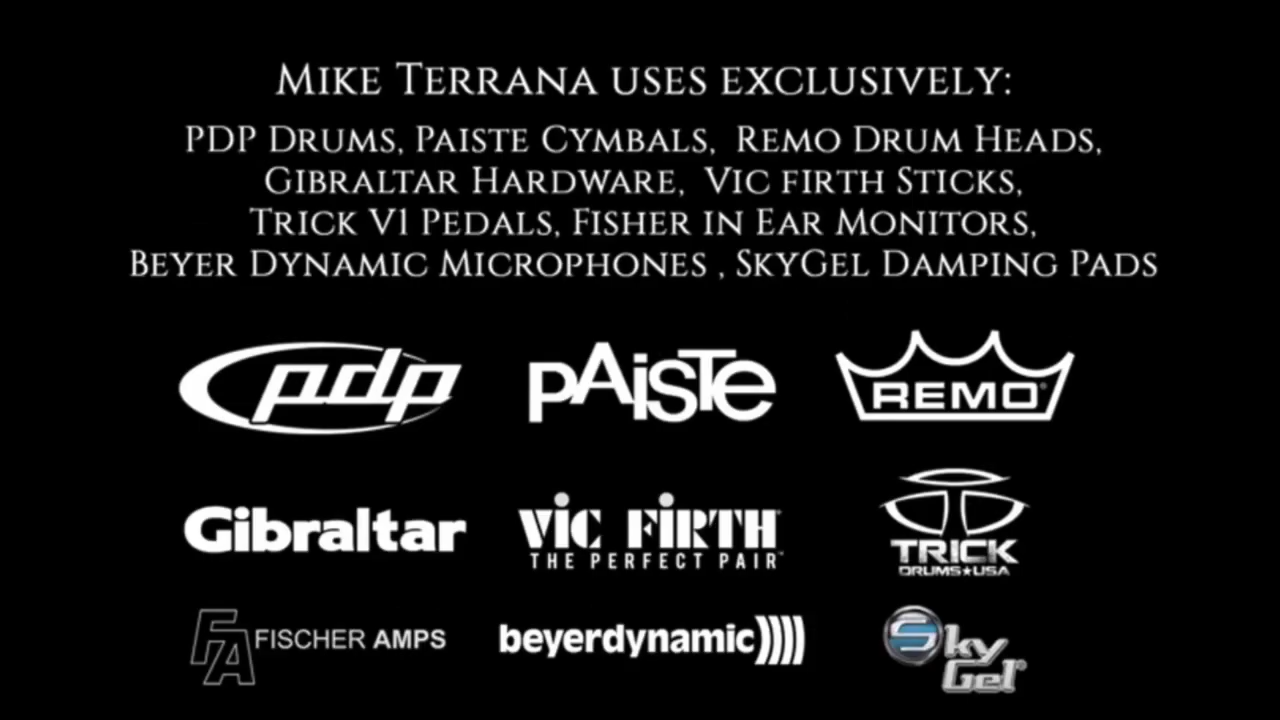 Mike Terrana uses exclusively:
PDP Drums, Paiste Cymbals, Remo Drum Heads,
Gibraltar Hardware, Vic firth Sticks,
Trick V1 Pedals, Fisher in Ear Monitors,
Beyer Dynamic Microphones , SkyGel Damping Pads
pdp PAiSTe REMO®
Gibraltar VIC FIRTH TRICK
THE PERFECT PAIR™ DRUMS★USA
FA FISCHER AMPS beyerdynamic Sky
Gel®